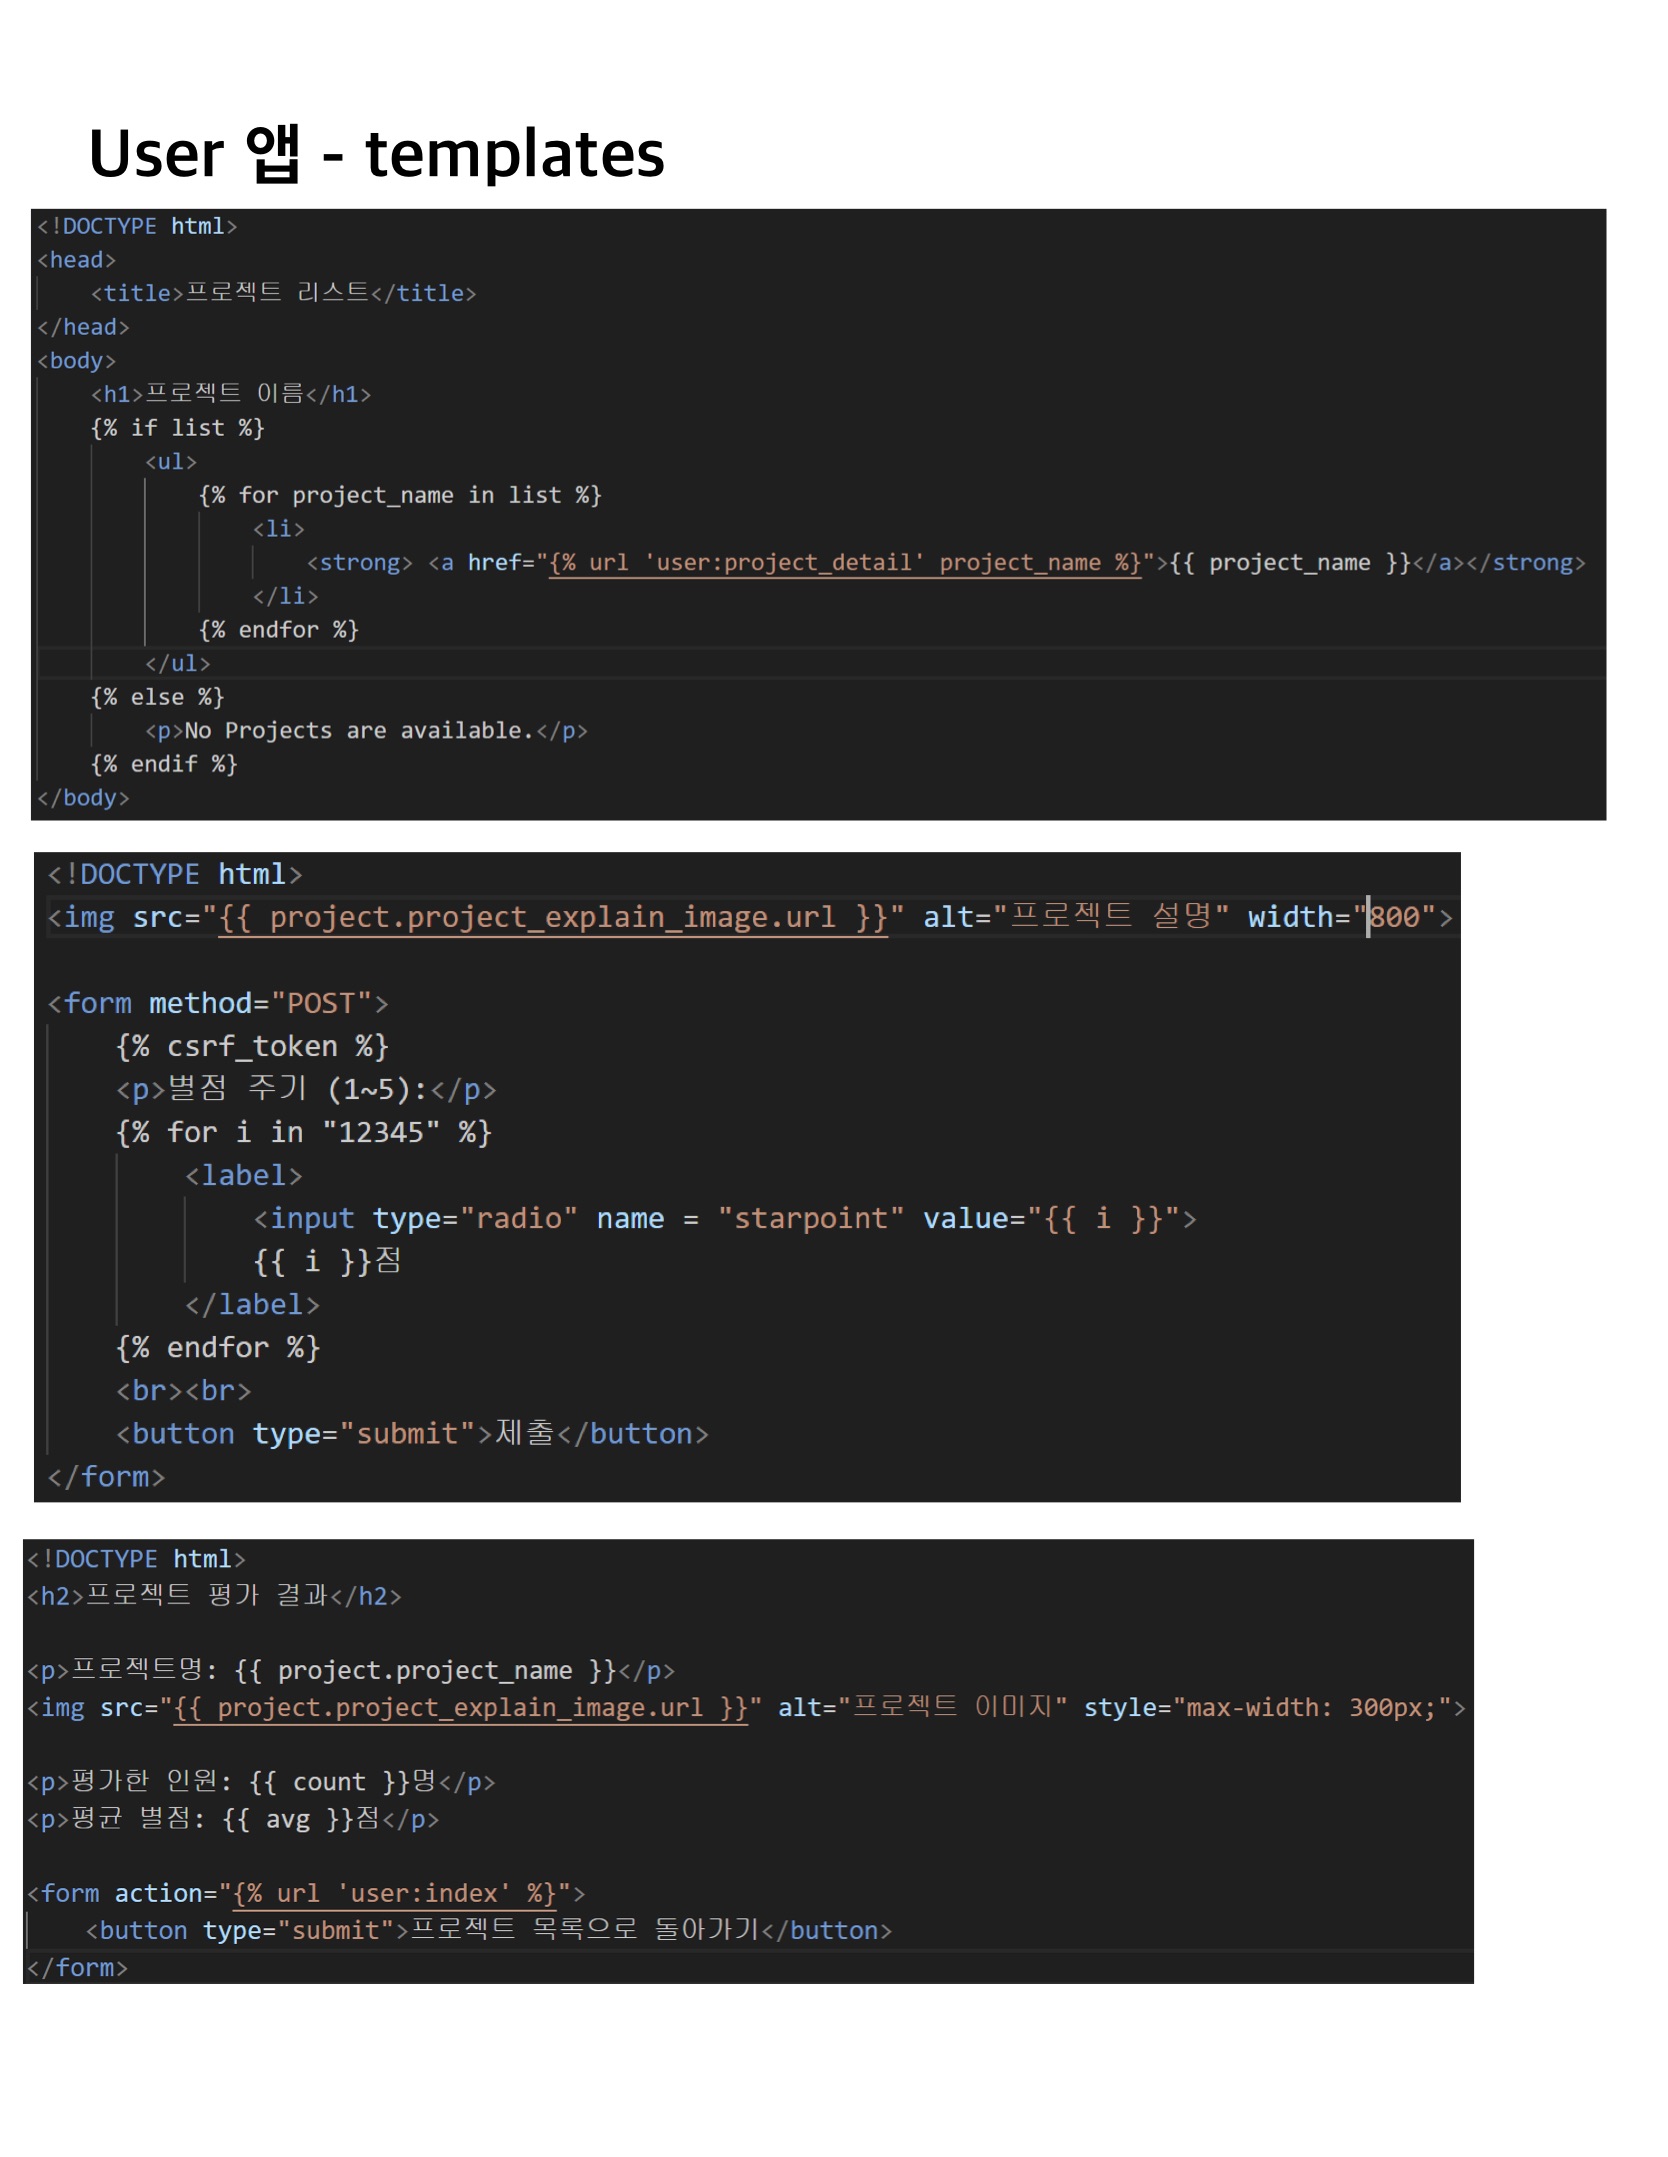 User 앱 - templates
<!DOCTYPE html>
<head>
    <title>프로젝트 리스트</title>
</head>
<body>
    <h1>프로젝트 이름</h1>
    {% if list %}
        <ul>
            {% for project_name in list %}
                <li>
                    <strong> <a href="{% url 'user:project_detail' project_name %}">{{ project_name }}</a></strong>
                </li>
            {% endfor %}
        </ul>
    {% else %}
        <p>No Projects are available.</p>
    {% endif %}
</body>
<!DOCTYPE html>
<img src="{{ project.project_explain_image.url }}" alt="프로젝트 설명" width="800">
<form method="POST">
    {% csrf_token %}
    <p>별점 주기 (1~5):</p>
    {% for i in "12345" %}
        <label>
            <input type="radio" name = "starpoint" value="{{ i }}">
            {{ i }}점
        </label>
    {% endfor %}
    <br><br>
    <button type="submit">제출</button>
</form>
<!DOCTYPE html>
<h2>프로젝트 평가 결과</h2>
<p>프로젝트명: {{ project.project_name }}</p>
<img src="{{ project.project_explain_image.url }}" alt="프로젝트 이미지" style="max-width: 300px;">
<p>평가한 인원: {{ count }}명</p>
<p>평균 별점: {{ avg }}점</p>
<form action="{% url 'user:index' %}">
    <button type="submit">프로젝트 목록으로 돌아가기</button>
</form>